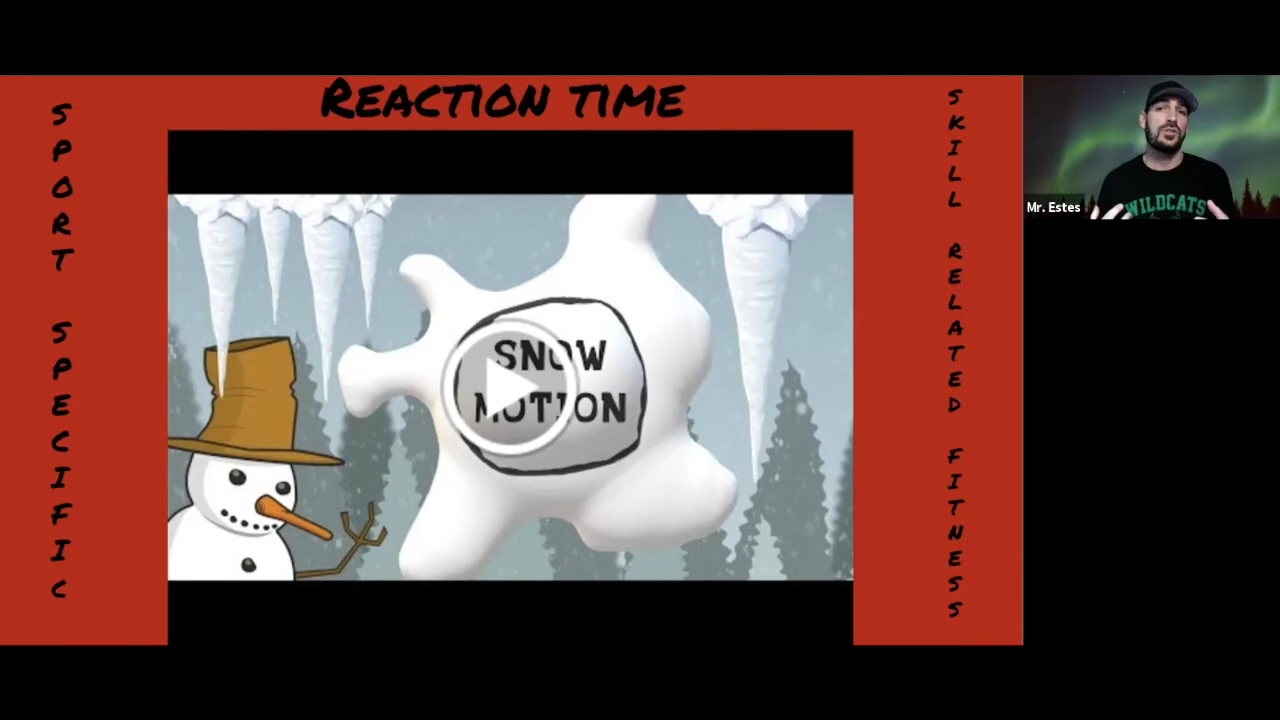 REACTION TIME
SPORT SPECIFIC
SNOW
MOTION
SKILL RELATED FITNESS
Mr. Estes
WILDCATS